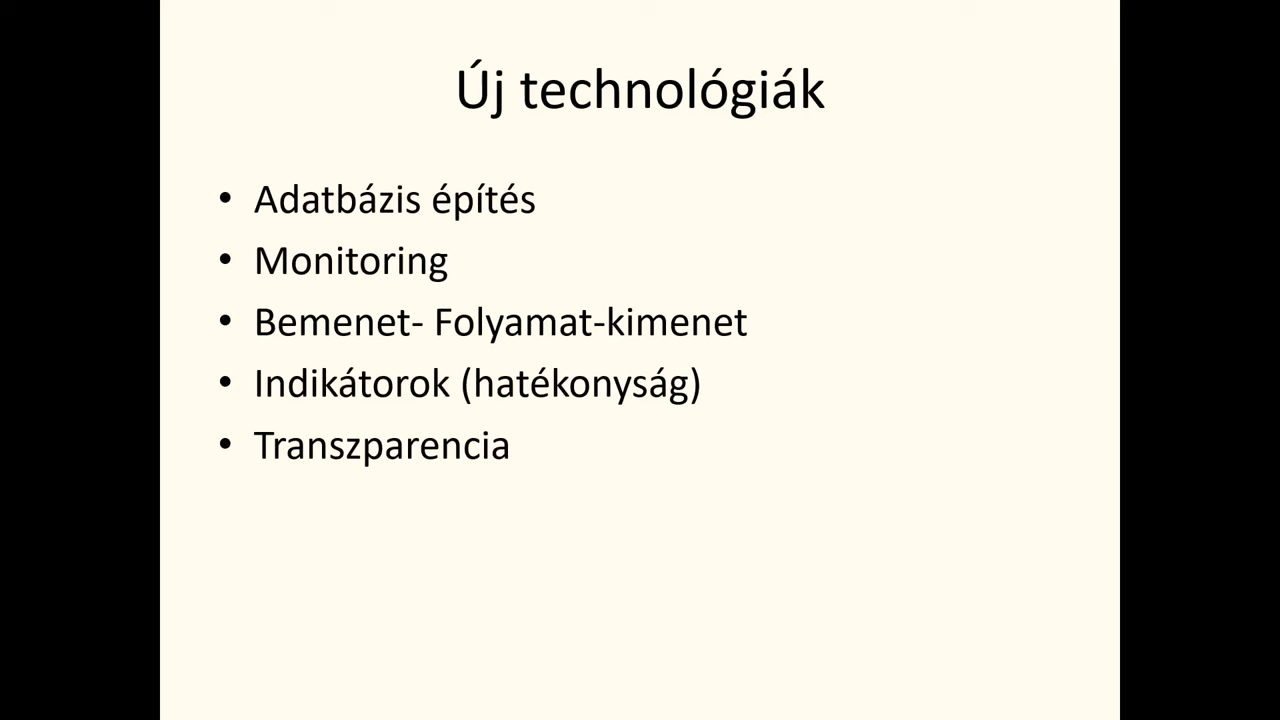 Új technológiák
• Adatbázis építés
• Monitoring
• Bemenet- Folyamat-kimenet
• Indikátorok (hatékonyság)
• Transzparencia